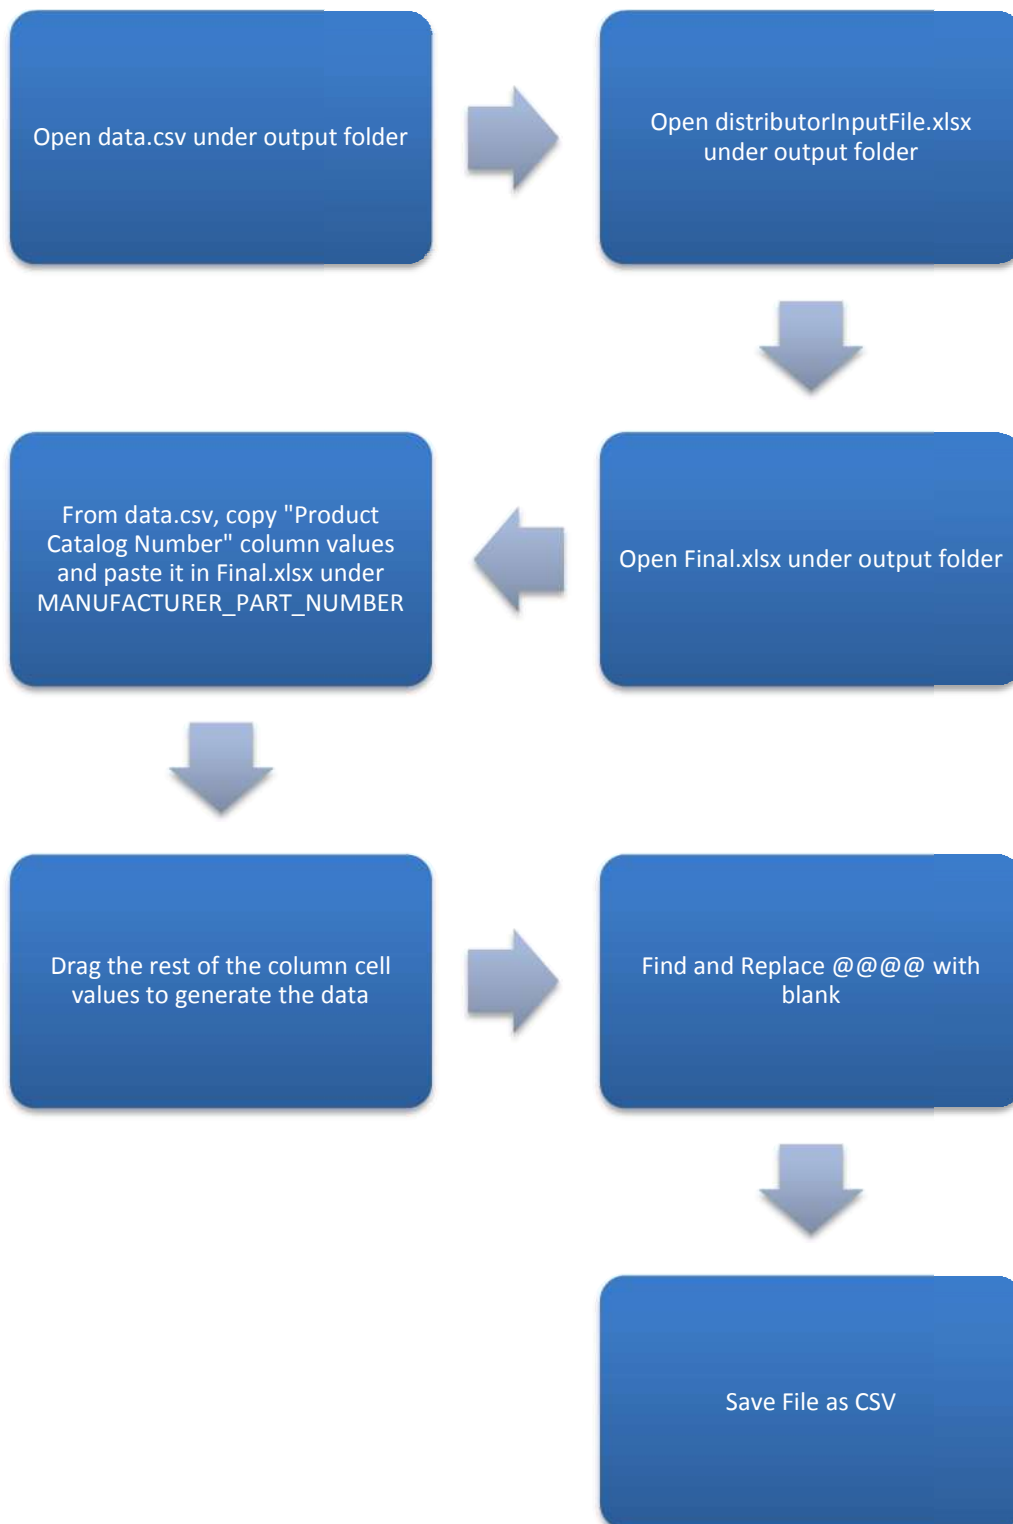 Open data.csv under output folder
Open distributorInputFile.xlsx
under output folder
Open Final.xlsx under output folder
From data.csv, copy "Product
Catalog Number" column values
and paste it in Final.xlsx under
MANUFACTURER_PART_NUMBER
Drag the rest of the column cell
values to generate the data
Find and Replace @@@@ with
blank
Save File as CSV